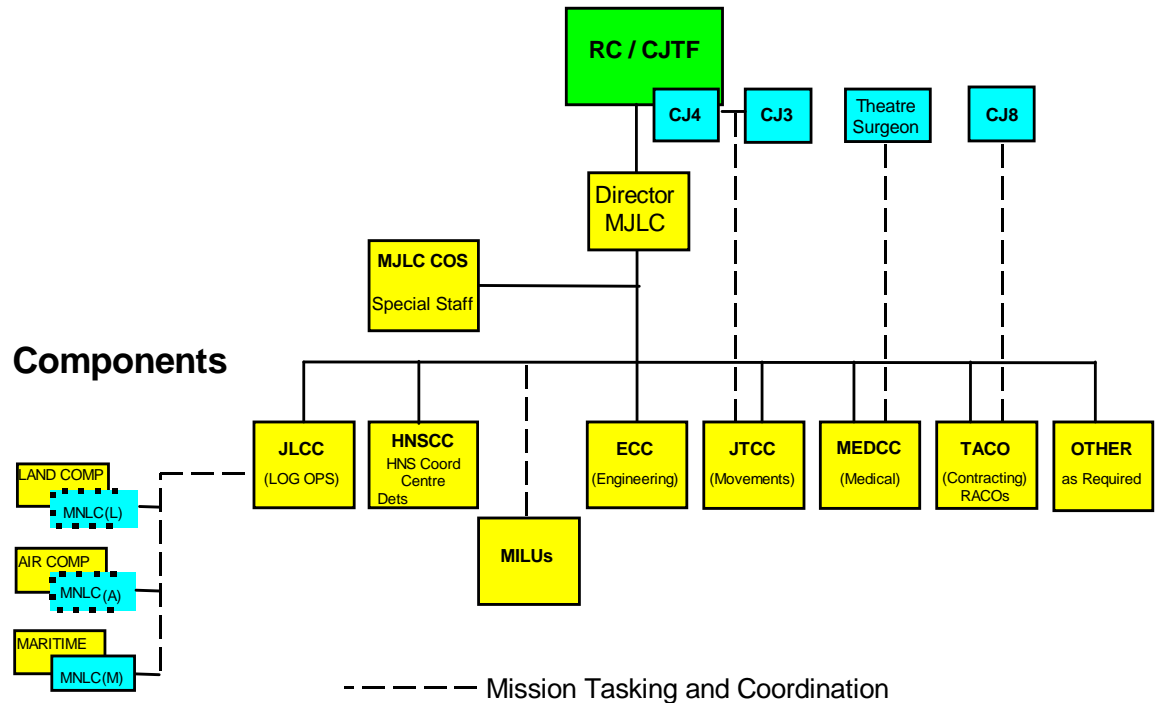 RC / CJTF
CJ4
CJ3
Theatre
Surgeon
CJ8
Director
MJLC
MJLC COS
Special Staff
Components
JLCC
(LOG OPS)
HNSCC
HNS Coord
Centre
Dets
ECC
(Engineering)
JTCC
(Movements)
MEDCC
(Medical)
TACO
(Contracting)
RACOs
OTHER
as Required
LAND COMP
MNLC(L)
MILUs
AIR COMP
MNLC(A)
MARITIME
MNLC(M)
Mission Tasking and Coordination